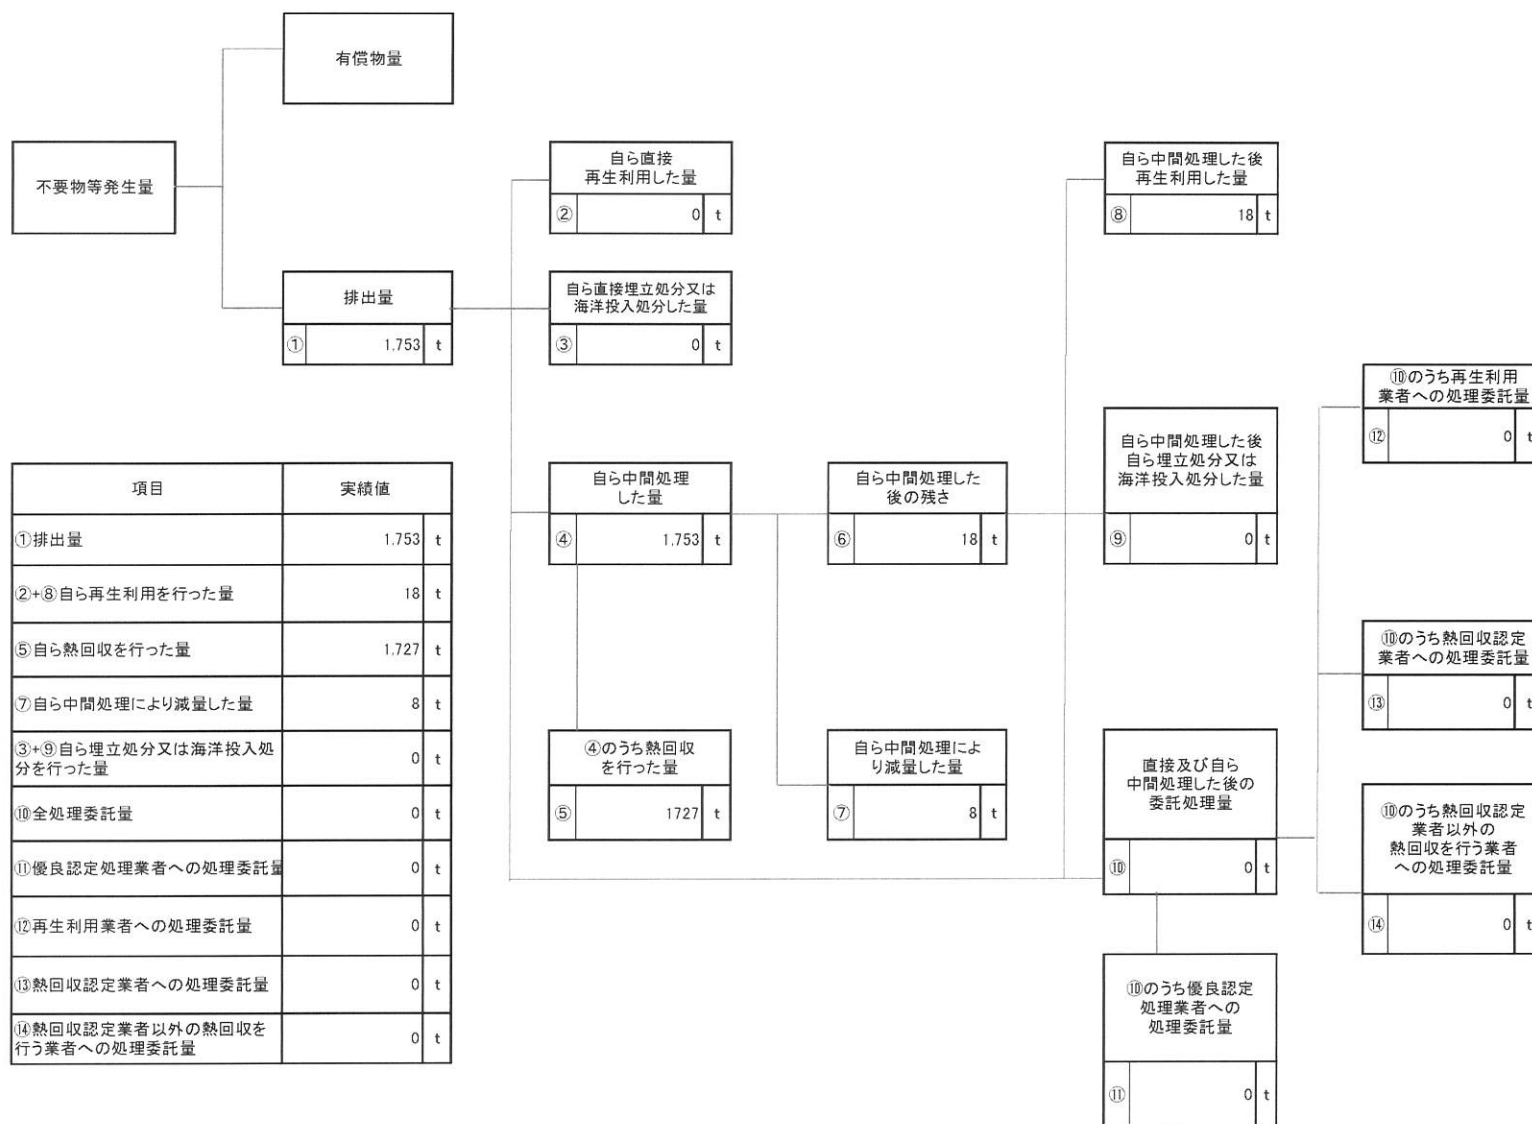 有償物量
不要物等発生量
排出量
① 1.753 t
自ら直接
再生利用した量
② 0 t
自ら直接埋立処分又は
海洋投入処分した量
③ 0 t
自ら中間処理
した量
④ 1.753 t
④のうち熱回収
を行った量
⑤ 1727 t
自ら中間処理した
後の残さ
⑥ 18 t
自ら中間処理によ
り減量した量
⑦ 8 t
自ら中間処理した後
再生利用した量
⑧ 18 t
自ら中間処理した後
自ら埋立処分又は
海洋投入処分した量
⑨ 0 t
直接及び自ら
中間処理した後の
委託処理量
⑩ 0 t
⑩のうち優良認定
処理業者への
処理委託量
⑪ 0 t
⑩のうち再生利用
業者への処理委託量
⑫ 0 t
⑩のうち熱回収認定
業者への処理委託量
⑬ 0 t
⑩のうち熱回収認定
業者以外の
熱回収を行う業者
への処理委託量
⑭ 0 t
項目 実績値
①排出量 1.753 t
②+⑧自ら再生利用を行った量 18 t
⑤自ら熱回収を行った量 1.727 t
⑦自ら中間処理により減量した量 8 t
③+⑨自ら埋立処分又は海洋投入処
分を行った量 0 t
⑩全処理委託量 0 t
⑪優良認定処理業者への処理委託量 0 t
⑫再生利用業者への処理委託量 0 t
⑬熱回収認定業者への処理委託量 0 t
⑭熱回収認定業者以外の熱回収を
行う業者への処理委託量 0 t